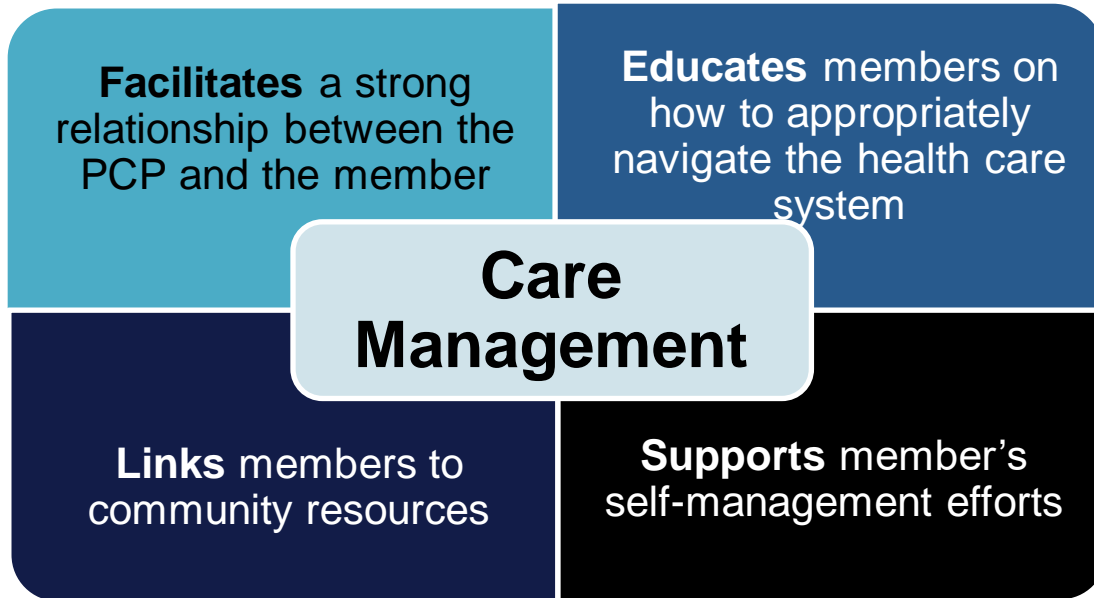 Facilitates a strong
relationship between the
PCP and the member
Educates members on
how to appropriately
navigate the health care
system
Care
Management
Links members to
community resources
Supports member’s
self-management efforts